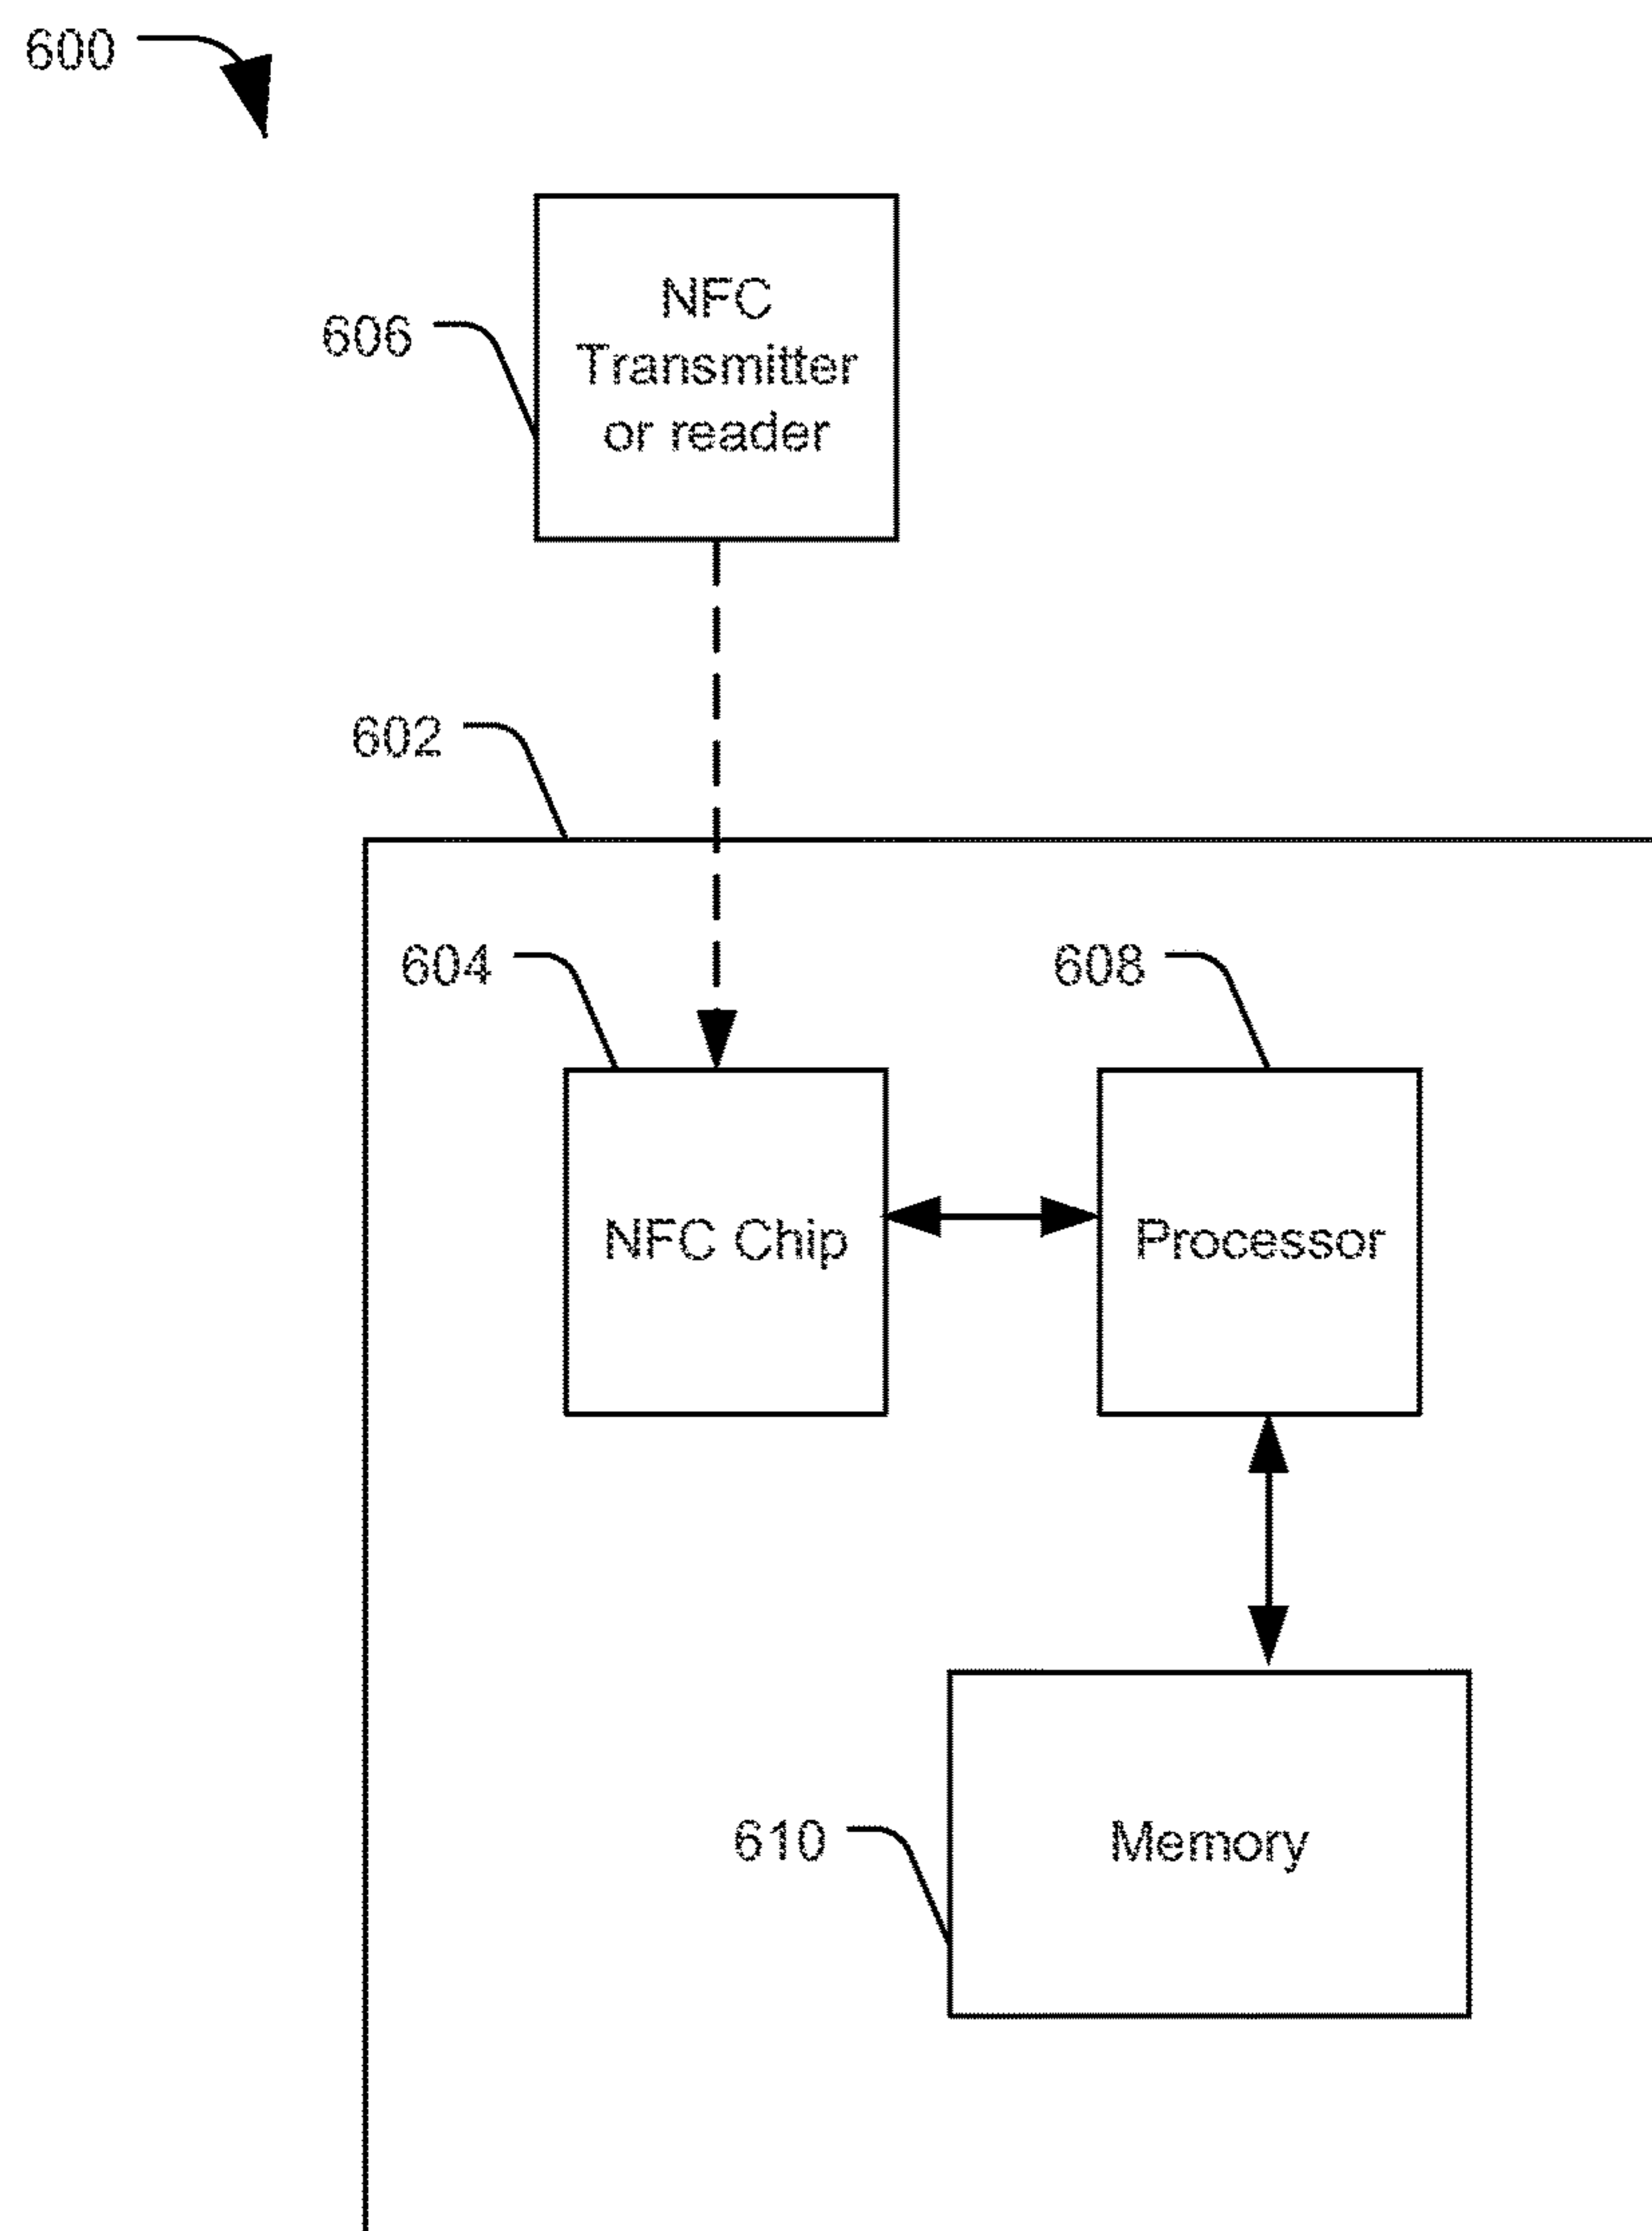 600
606
NFC
Transmitter
or reader
602
604
608
NFC Chip
Processor
610
Memory